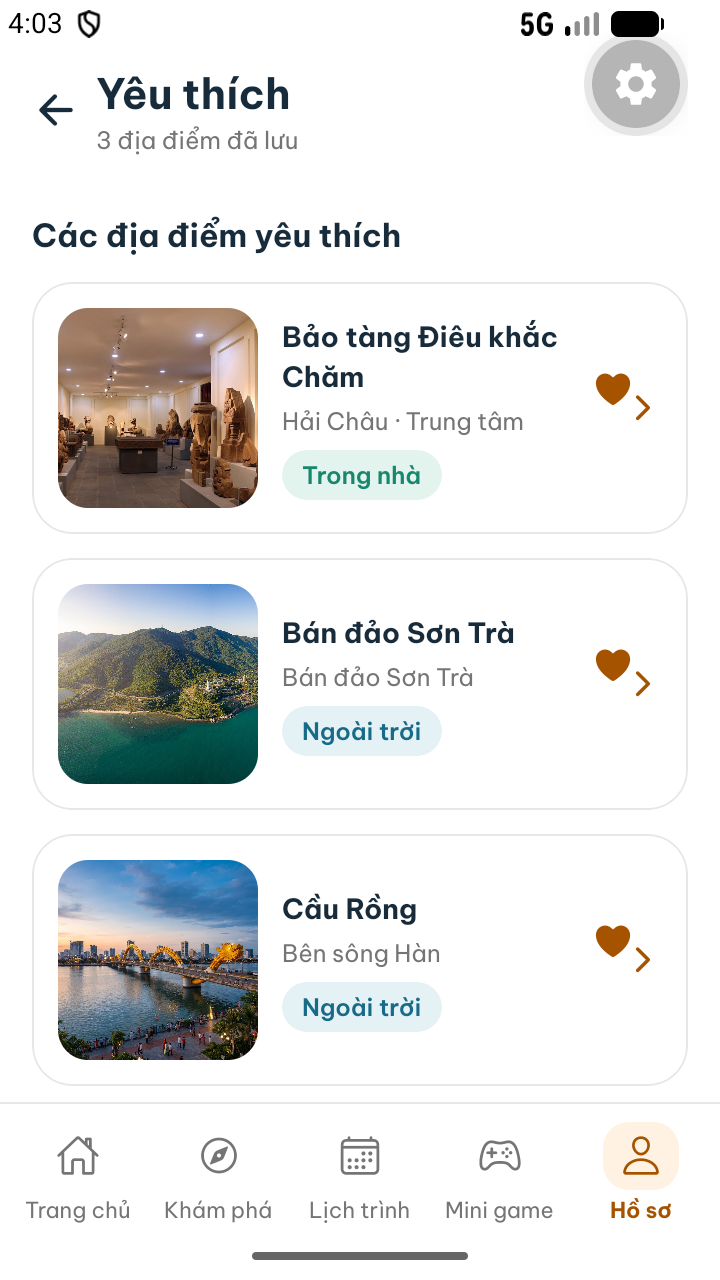 4:03
5G
Yêu thích
3 địa điểm đã lưu
Các địa điểm yêu thích
Bảo tàng Điêu khắc
Chăm
Hải Châu · Trung tâm
Trong nhà
Bán đảo Sơn Trà
Bán đảo Sơn Trà
Ngoài trời
Cầu Rồng
Bên sông Hàn
Ngoài trời
Trang chủ
Khám phá
Lịch trình
Mini game
Hồ sơ